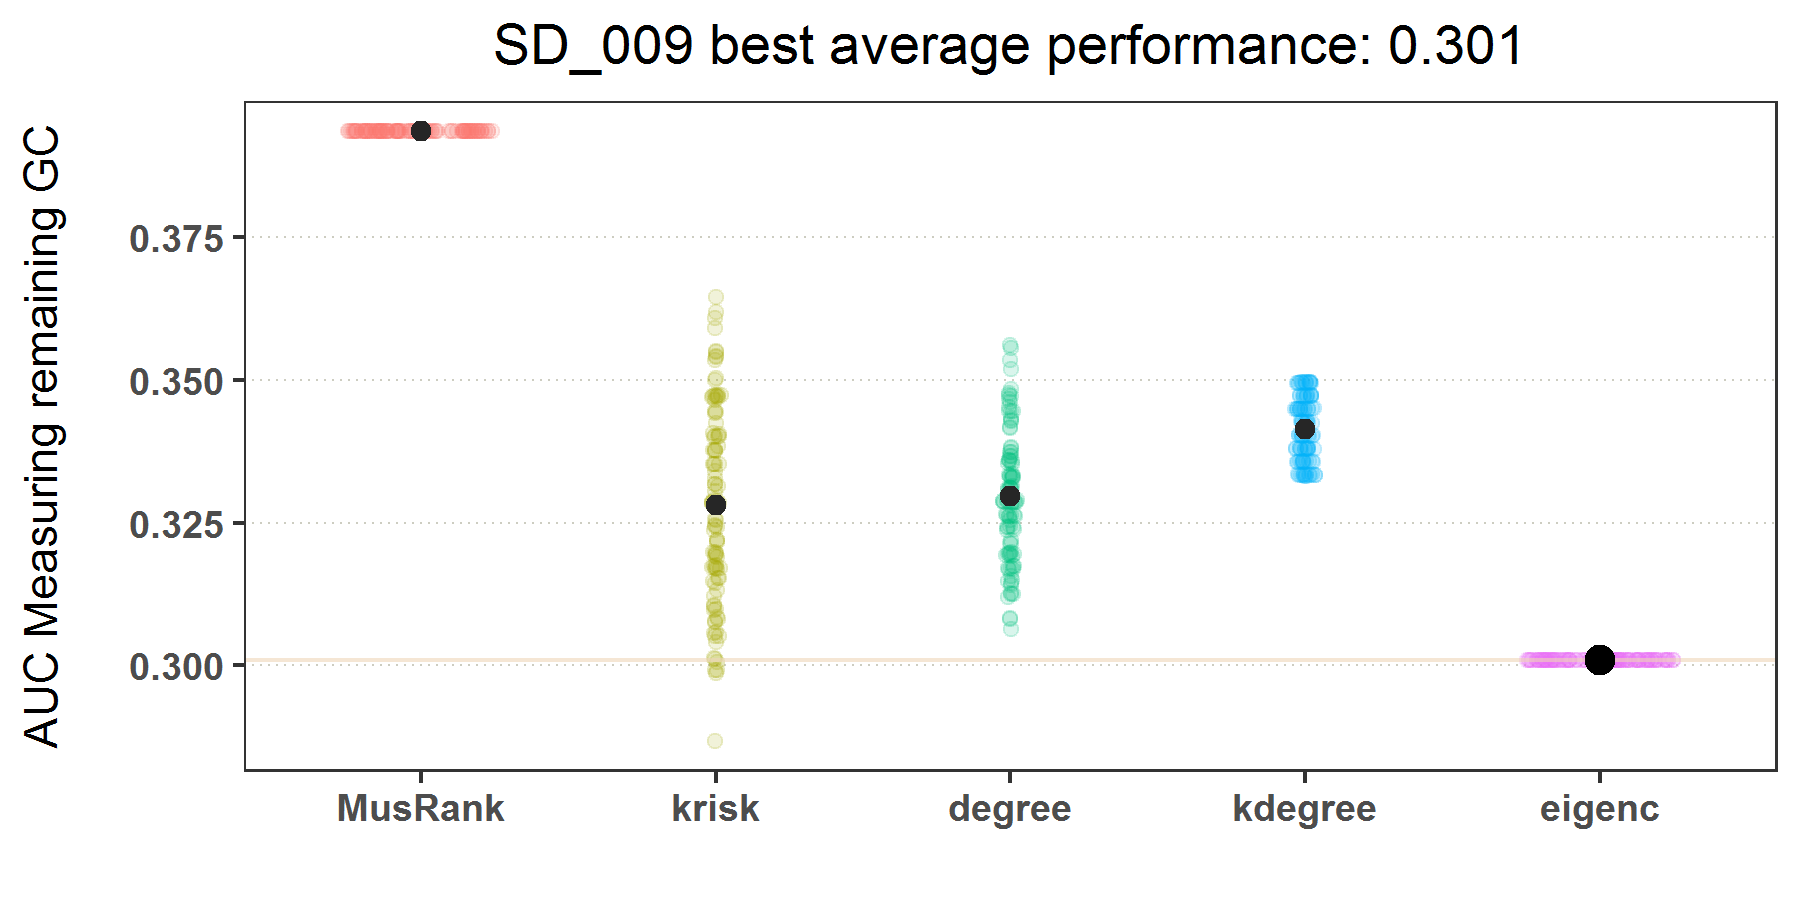 SD_009 best average performance: 0.301
AUC Measuring remaining GC
0.375
0.350
0.325
0.300
MusRank krisk degree kdegree eigenc